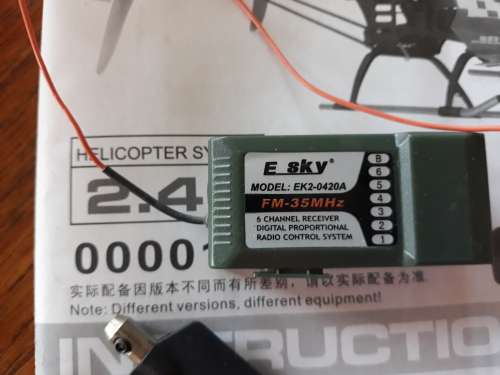 HELICOPTER SY
2.4
0000
E_sky®
MODEL: EK2-0420A
FM-35MHz
6 CHANNEL RECEIVER
DIGITAL PROPORTIONAL
RADIO CONTROL SYSTEM
B
6
5
4
3
2
1
实际配备因版本不同而有所差别，请以实际配备为准
Note: Different versions, different equipment!
INSTRUCTIO